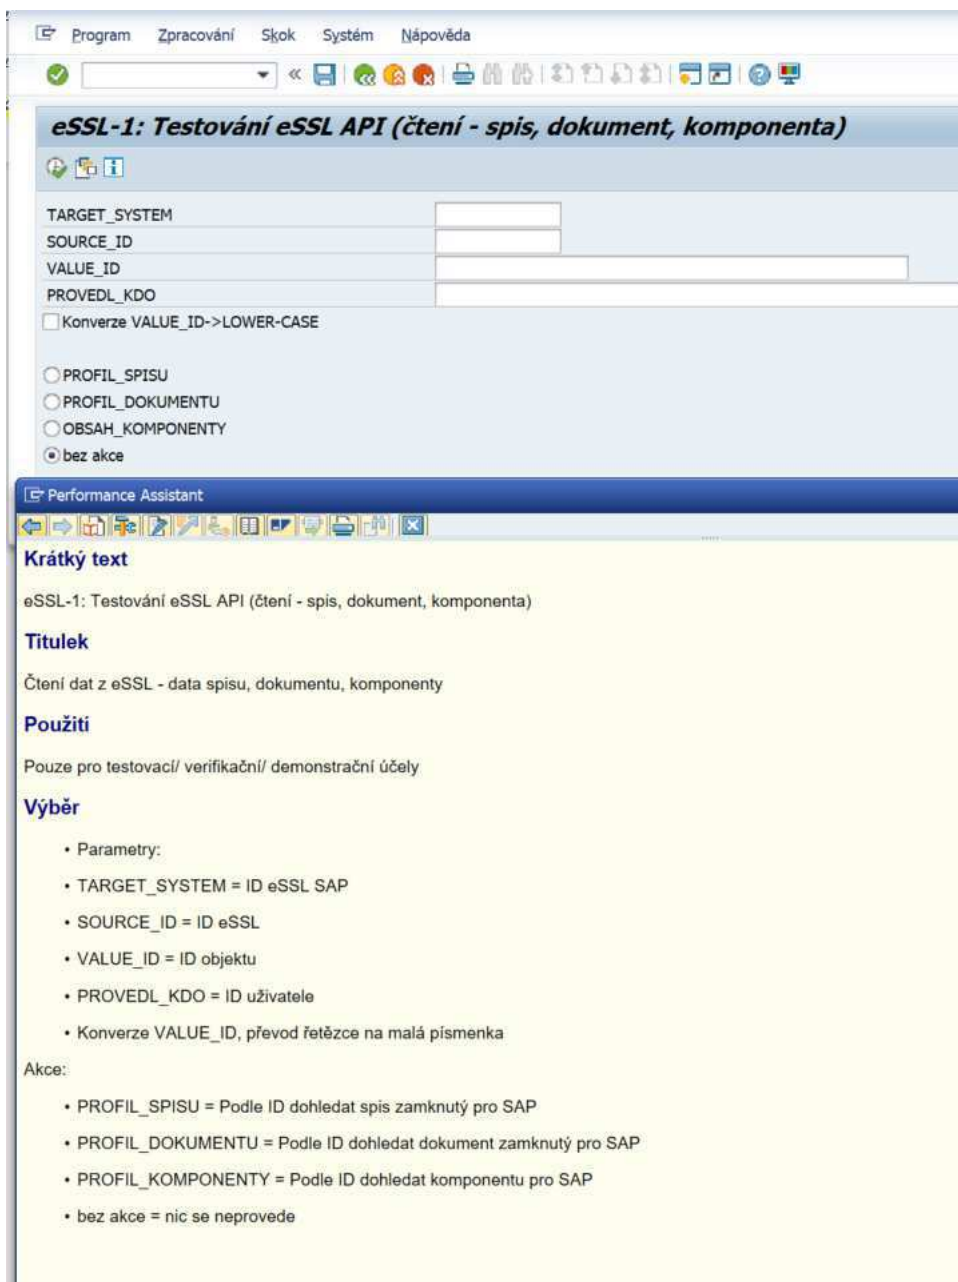 Program Zpracování Skok Systém Nápověda
eSSL-1: Testování eSSL API (čtení - spis, dokument, komponenta)
TARGET_SYSTEM
SOURCE_ID
VALUE_ID
PROVEDL_KDO
Konverze VALUE_ID->LOWER-CASE
PROFIL_SPISU
PROFIL_DOKUMENTU
OBSAH_KOMPONENTY
bez akce
Performance Assistant
Krátký text
eSSL-1: Testování eSSL API (čtení - spis, dokument, komponenta)
Titulek
Čtení dat z eSSL - data spisu, dokumentu, komponenty
Použití
Pouze pro testovací/ verifikační/ demonstrační účely
Výběr
• Parametry:
• TARGET_SYSTEM = ID eSSL SAP
• SOURCE_ID = ID eSSL
• VALUE_ID = ID objektu
• PROVEDL_KDO = ID uživatele
• Konverze VALUE_ID, převod řetězce na malá písmenka
Akce:
• PROFIL_SPISU = Podle ID dohledat spis zamknutý pro SAP
• PROFIL_DOKUMENTU = Podle ID dohledat dokument zamknutý pro SAP
• PROFIL_KOMPONENTY = Podle ID dohledat komponentu pro SAP
• bez akce = nic se neprovede